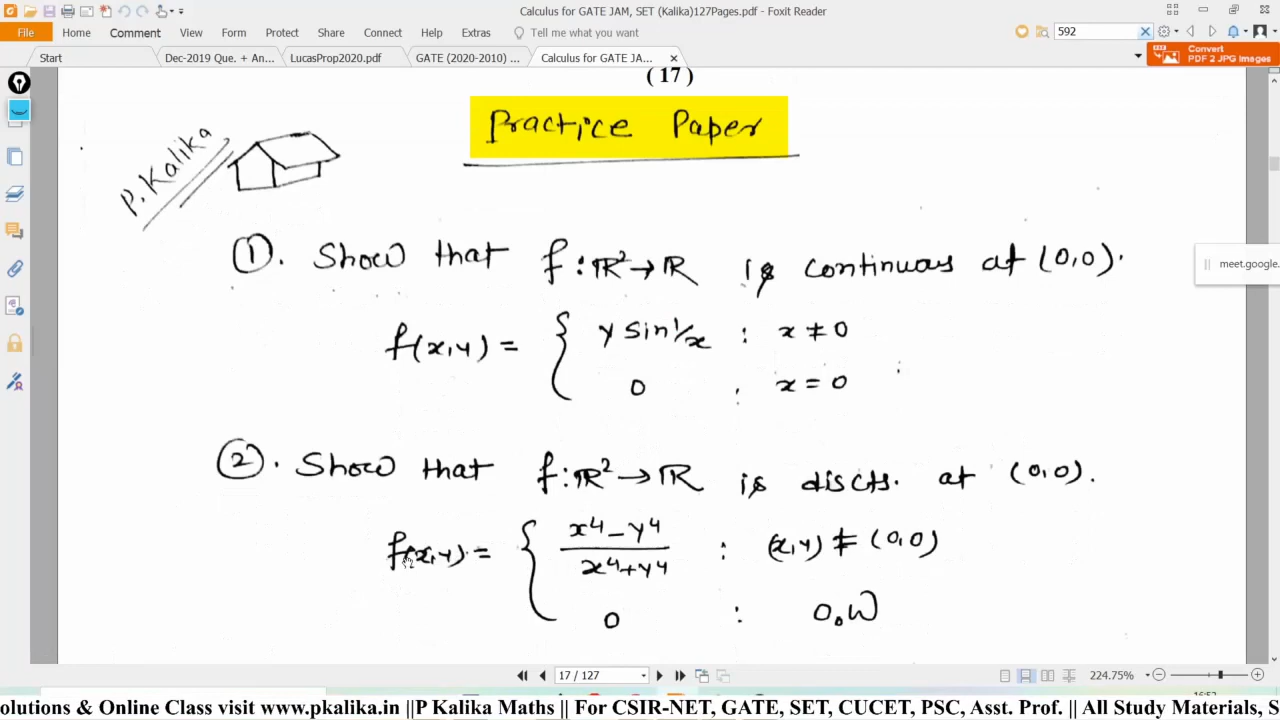 Calculus for GATE JAM, SET (Kalika)127Pages.pdf - Foxit Reader
File Home Comment View Form Protect Share Connect Help Extras Tell me what you want 592
Convert
PDF 2 JPG Images
Start Dec-2019 Que. + An... LucasProp2020.pdf GATE (2021-2010) ... Calculus for GATE JA...
(17)
Practice Paper
P. Kalika
①. Show that f : ℝ² → ℝ is continuous at (0,0).
meet.google.
f(x,y) = { y sin 1/x : x ≠ 0
0 : x = 0
②. Show that f : ℝ² → ℝ is discts. at (0,0).
f(x,y) = { x⁴ - y⁴ / x⁴ + y⁴ : (x,y) ≠ (0,0)
0 : O.W
17 / 127 224.75%
olutions & Online Class visit www.pkalika.in ||P Kalika Maths || For CSIR-NET, GATE, SET, CUCET, PSC, Asst. Prof. || All Study Materials, S